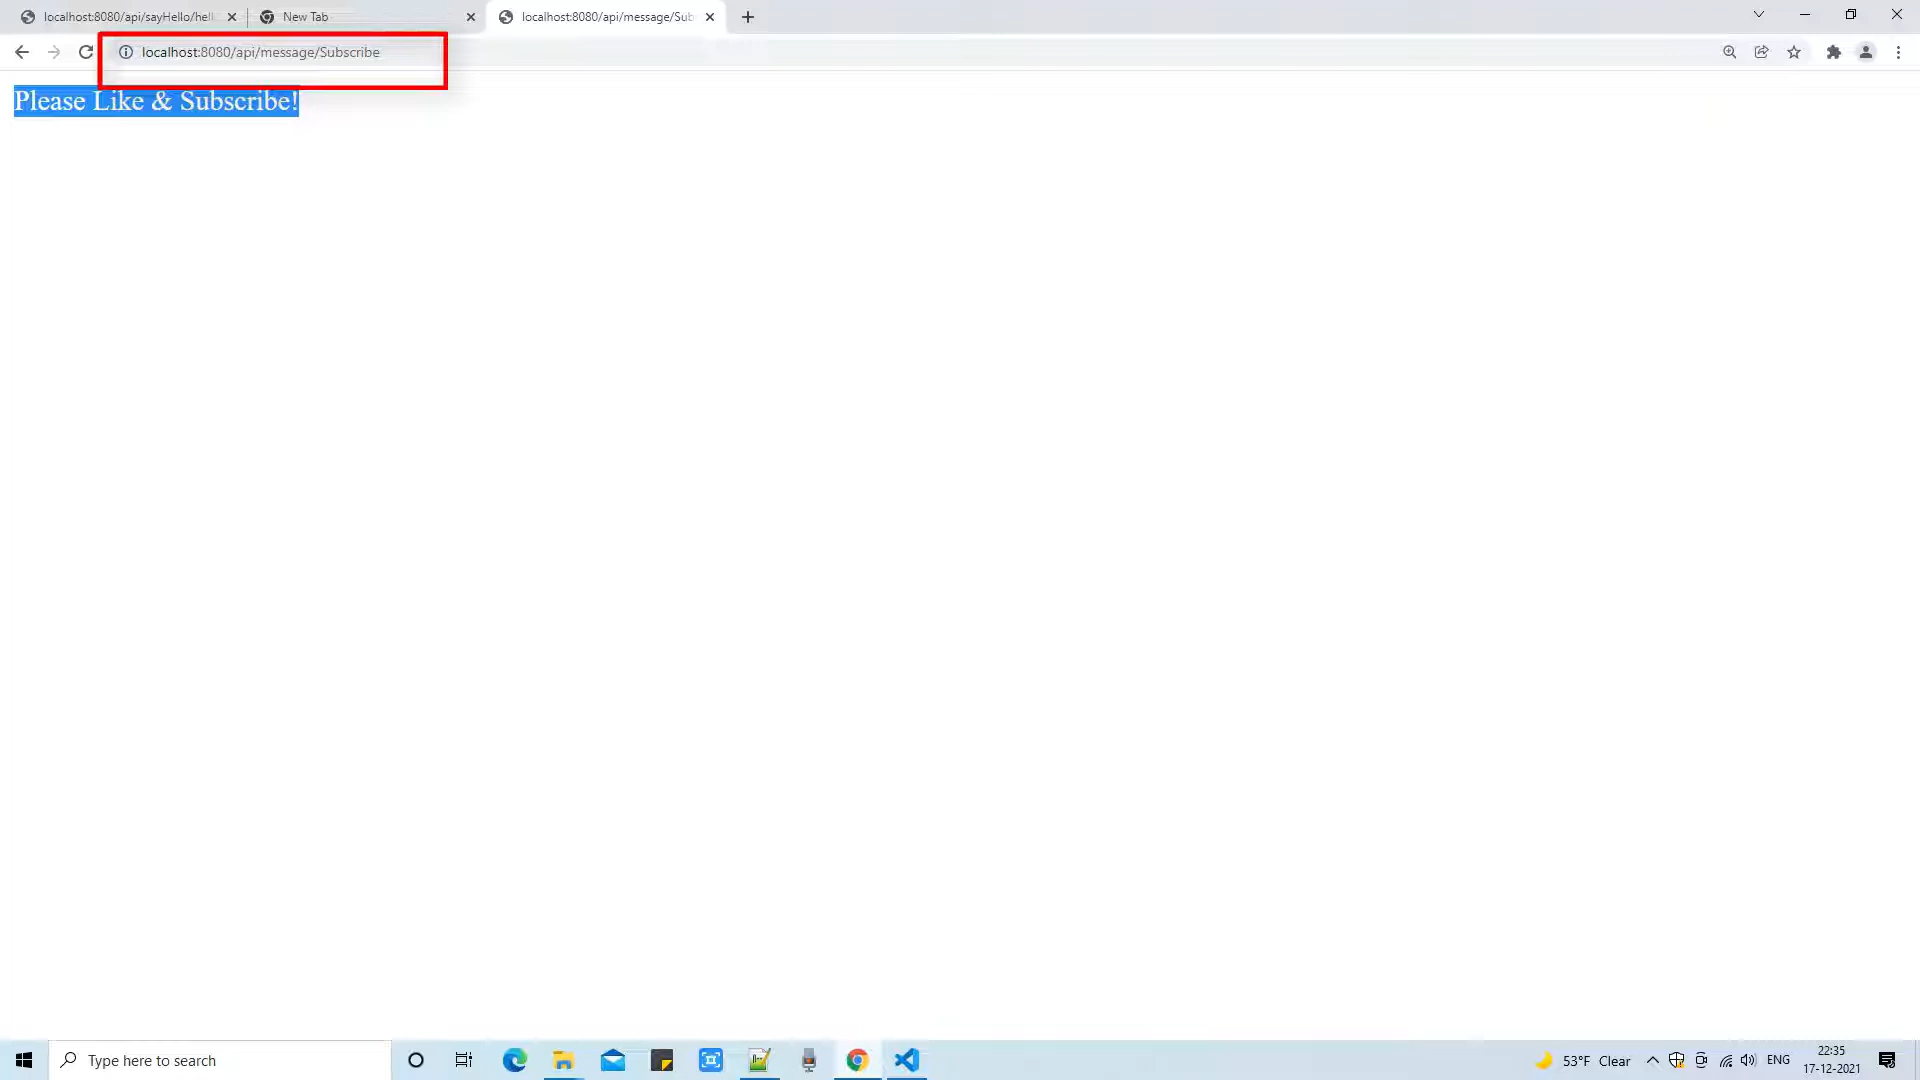 localhost:8080/api/sayHello/hell
New Tab
localhost:8080/api/message/Sub
localhost:8080/api/message/Subscribe
Please Like & Subscribe!
Type here to search
53°F Clear
ENG
22:35
17-12-2021